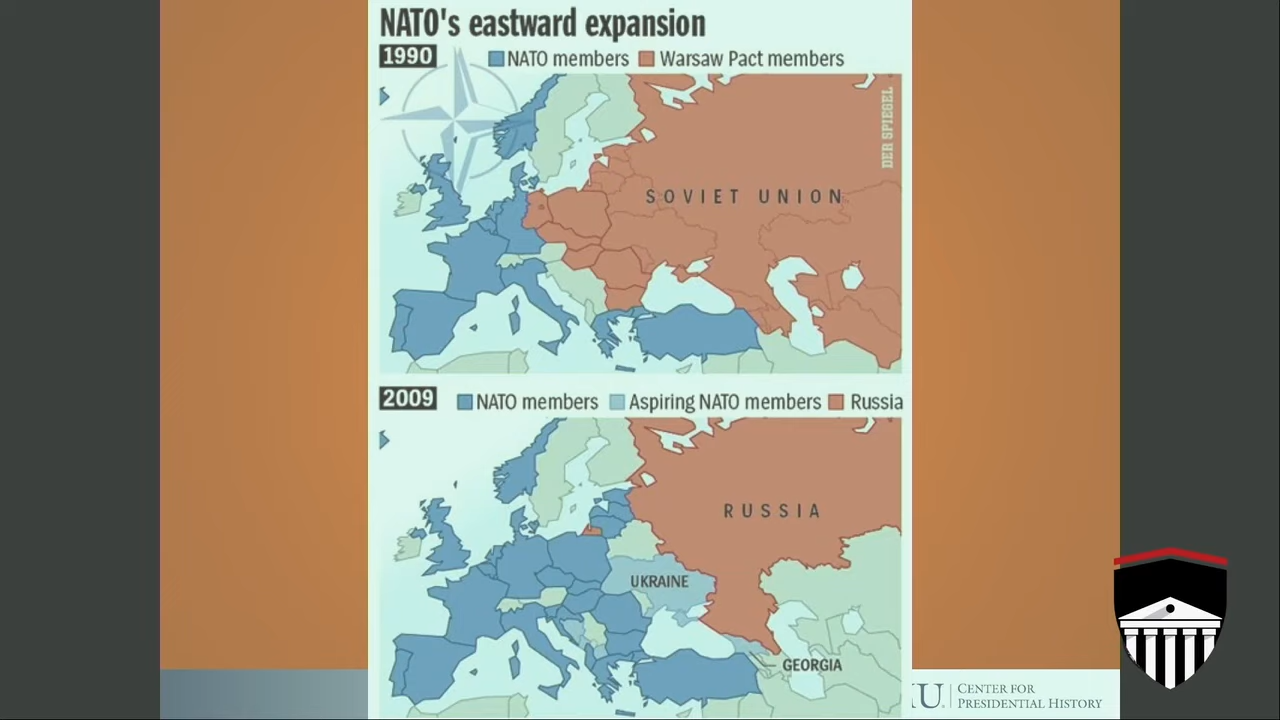 NATO's eastward expansion
1990
NATO members Warsaw Pact members
DER SPIEGEL
SOVIET UNION
2009
NATO members Aspiring NATO members Russia
RUSSIA
UKRAINE
GEORGIA
U CENTER FOR
PRESIDENTIAL HISTORY